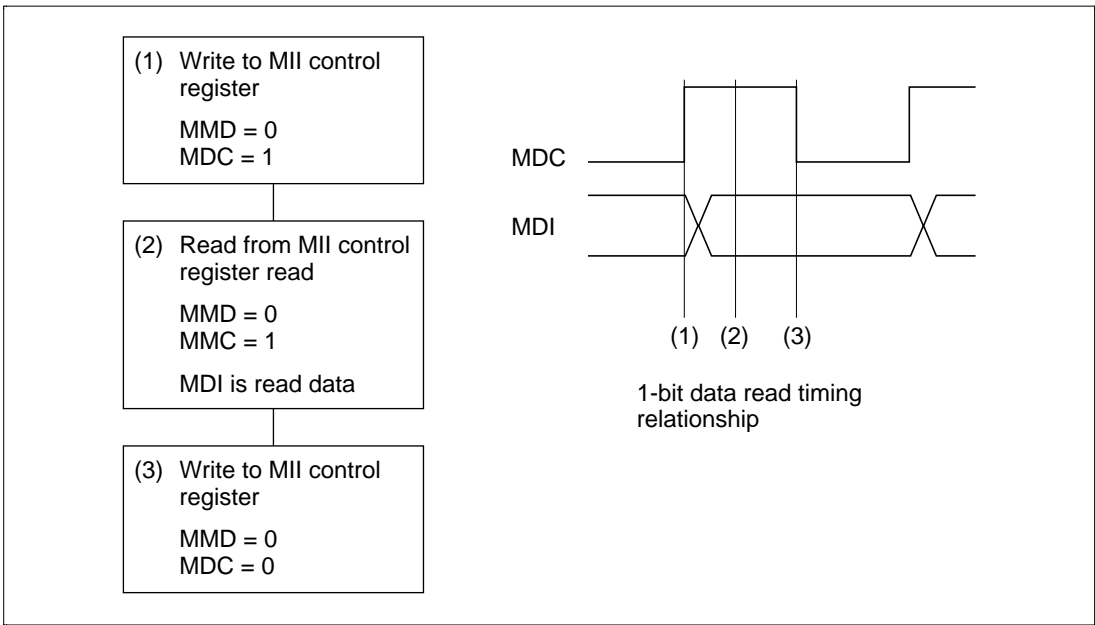 (1) Write to MII control
register
MMD = 0
MDC = 1
(2) Read from MII control
register read
MMD = 0
MMC = 1
MDI is read data
(3) Write to MII control
register
MMD = 0
MDC = 0
MDC
MDI
(1) (2) (3)
1-bit data read timing
relationship